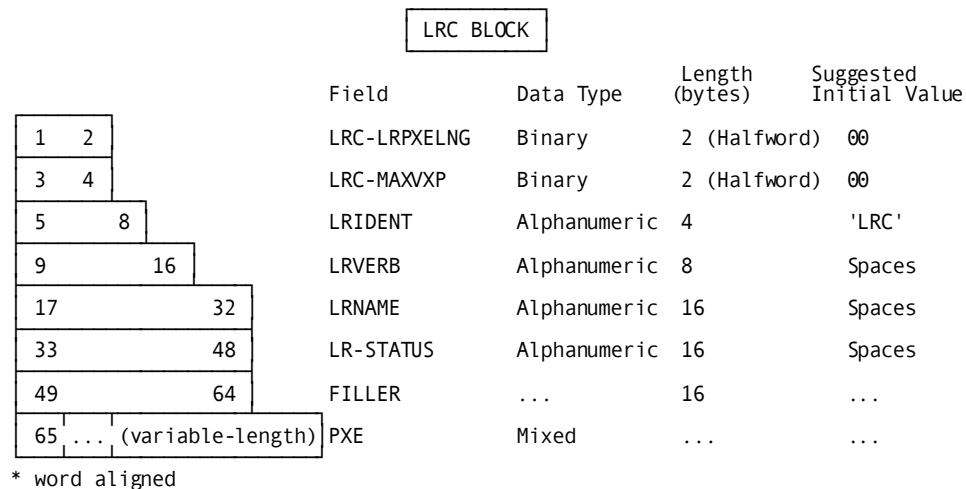 LRC BLOCK
Length Suggested
Field Data Type (bytes) Initial Value
1 2 LRC-LRPXELNG Binary 2 (Halfword) 00
3 4 LRC-MAXVXP Binary 2 (Halfword) 00
5 8 LRIDENT Alphanumeric 4 'LRC'
9 16 LRVERB Alphanumeric 8 Spaces
17 32 LRNAME Alphanumeric 16 Spaces
33 48 LR-STATUS Alphanumeric 16 Spaces
49 64 FILLER ... 16 ...
65 ... (variable-length) PXE Mixed ... ...
* word aligned